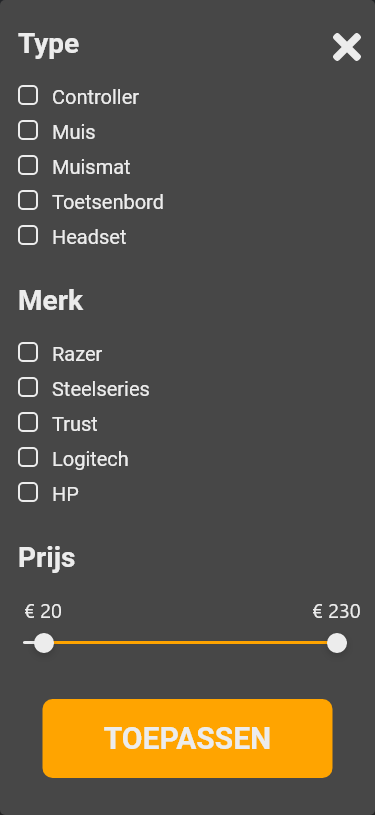 Type
Controller
Muis
Muismat
Toetsenbord
Headset
Merk
Razer
Steelseries
Trust
Logitech
HP
Prijs
€ 20 € 230
TOEPASSEN